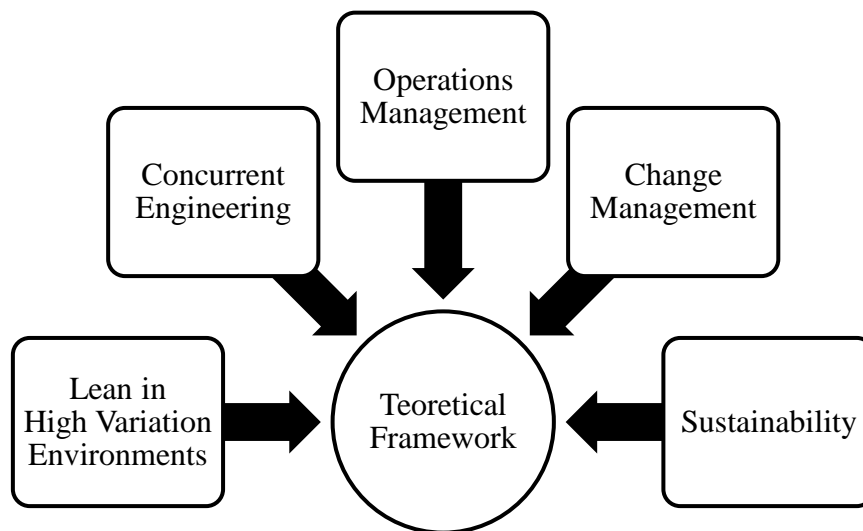 Operations
Management
Concurrent
Engineering
Change
Management
Lean in
High Variation
Environments
Teoretical
Framework
Sustainability